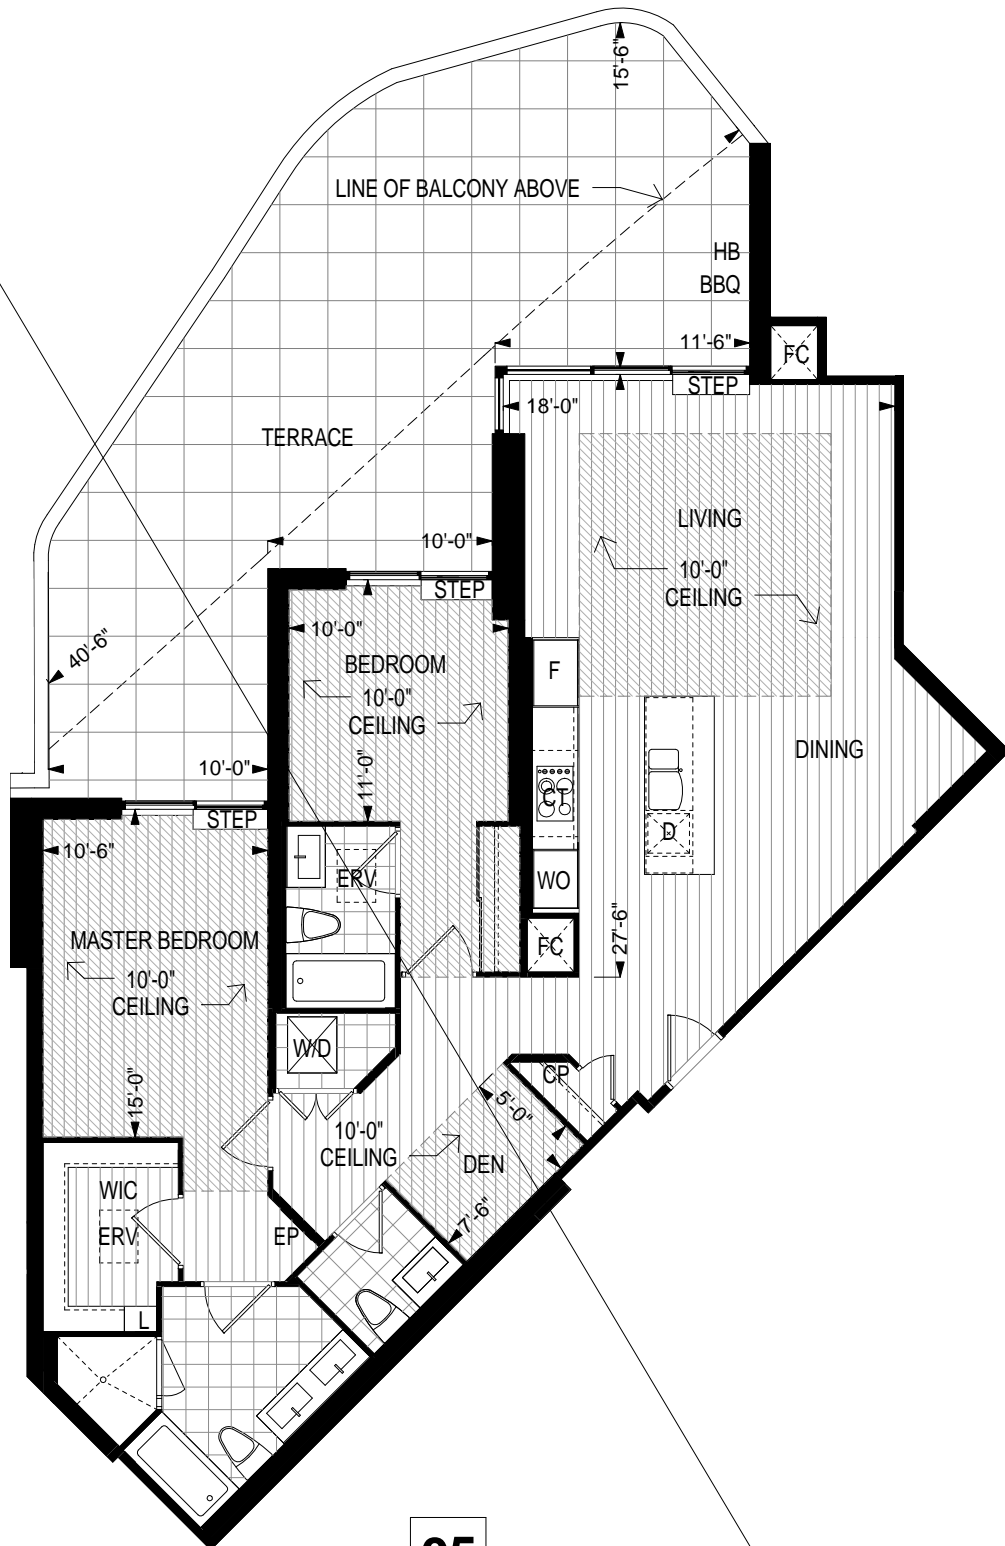 15'-6"
LINE OF BALCONY ABOVE
HB
BBQ
11'-6"
FC
STEP
18'-0"
TERRACE
LIVING
10'-0"
STEP
10'-0"
CEILING
10'-0"
40'-6"
BEDROOM
F
10'-0"
CEILING
DINING
10'-0"
11'-0"
CT
STEP
D
10'-6"
ERV
WO
MASTER BEDROOM
FC
27'-6"
10'-0"
CEILING
W/D
CP
15'-0"
5'-0"
10'-0"
CEILING
DEN
WIC
7'-6"
ERV
EP
L